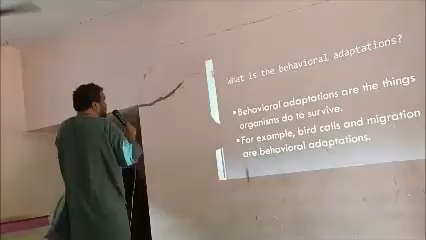 What is the behavioral adaptations?
▪Behavioral adaptations are the things
organisms do to survive.
▪For example, bird calls and migration
are behavioral adaptations.